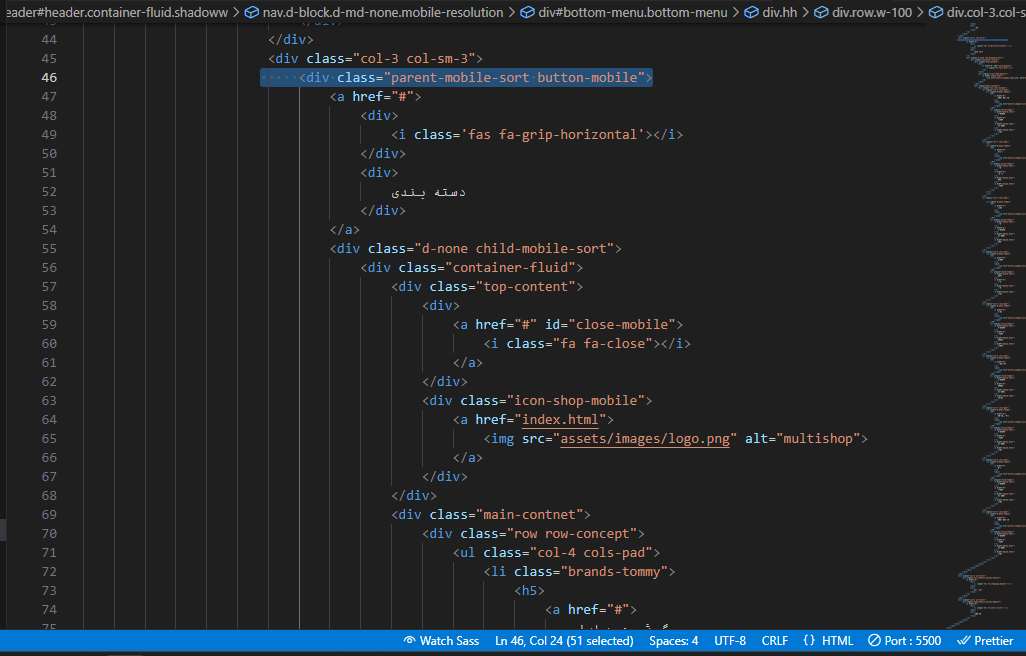 eader#header.container-fluid.shadoww > nav.d-block.d-md-none.mobile-resolution > div#bottom-menu.bottom-menu > div.hh > div.row.w-100 > div.col-3.col-s
44 </div>
45 <div class="col-3 col-sm-3">
46 <div class="parent-mobile-sort button-mobile">
47 <a href="#">
48 <div>
49 <i class='fas fa-grip-horizontal'></i>
50 </div>
51 <div>
52 دسته بندی
53 </div>
54 </a>
55 <div class="d-none child-mobile-sort">
56 <div class="container-fluid">
57 <div class="top-content">
58 <div>
59 <a href="#" id="close-mobile">
60 <i class="fa fa-close"></i>
61 </a>
62 </div>
63 <div class="icon-shop-mobile">
64 <a href="index.html">
65 <img src="assets/images/logo.png" alt="multishop">
66 </a>
67 </div>
68 </div>
69 <div class="main-contnet">
70 <div class="row row-concept">
71 <ul class="col-4 cols-pad">
72 <li class="brands-tommy">
73 <h5>
74 <a href="#">
75
Watch Sass Ln 46, Col 24 (51 selected) Spaces: 4 UTF-8 CRLF {} HTML Port : 5500 Prettier